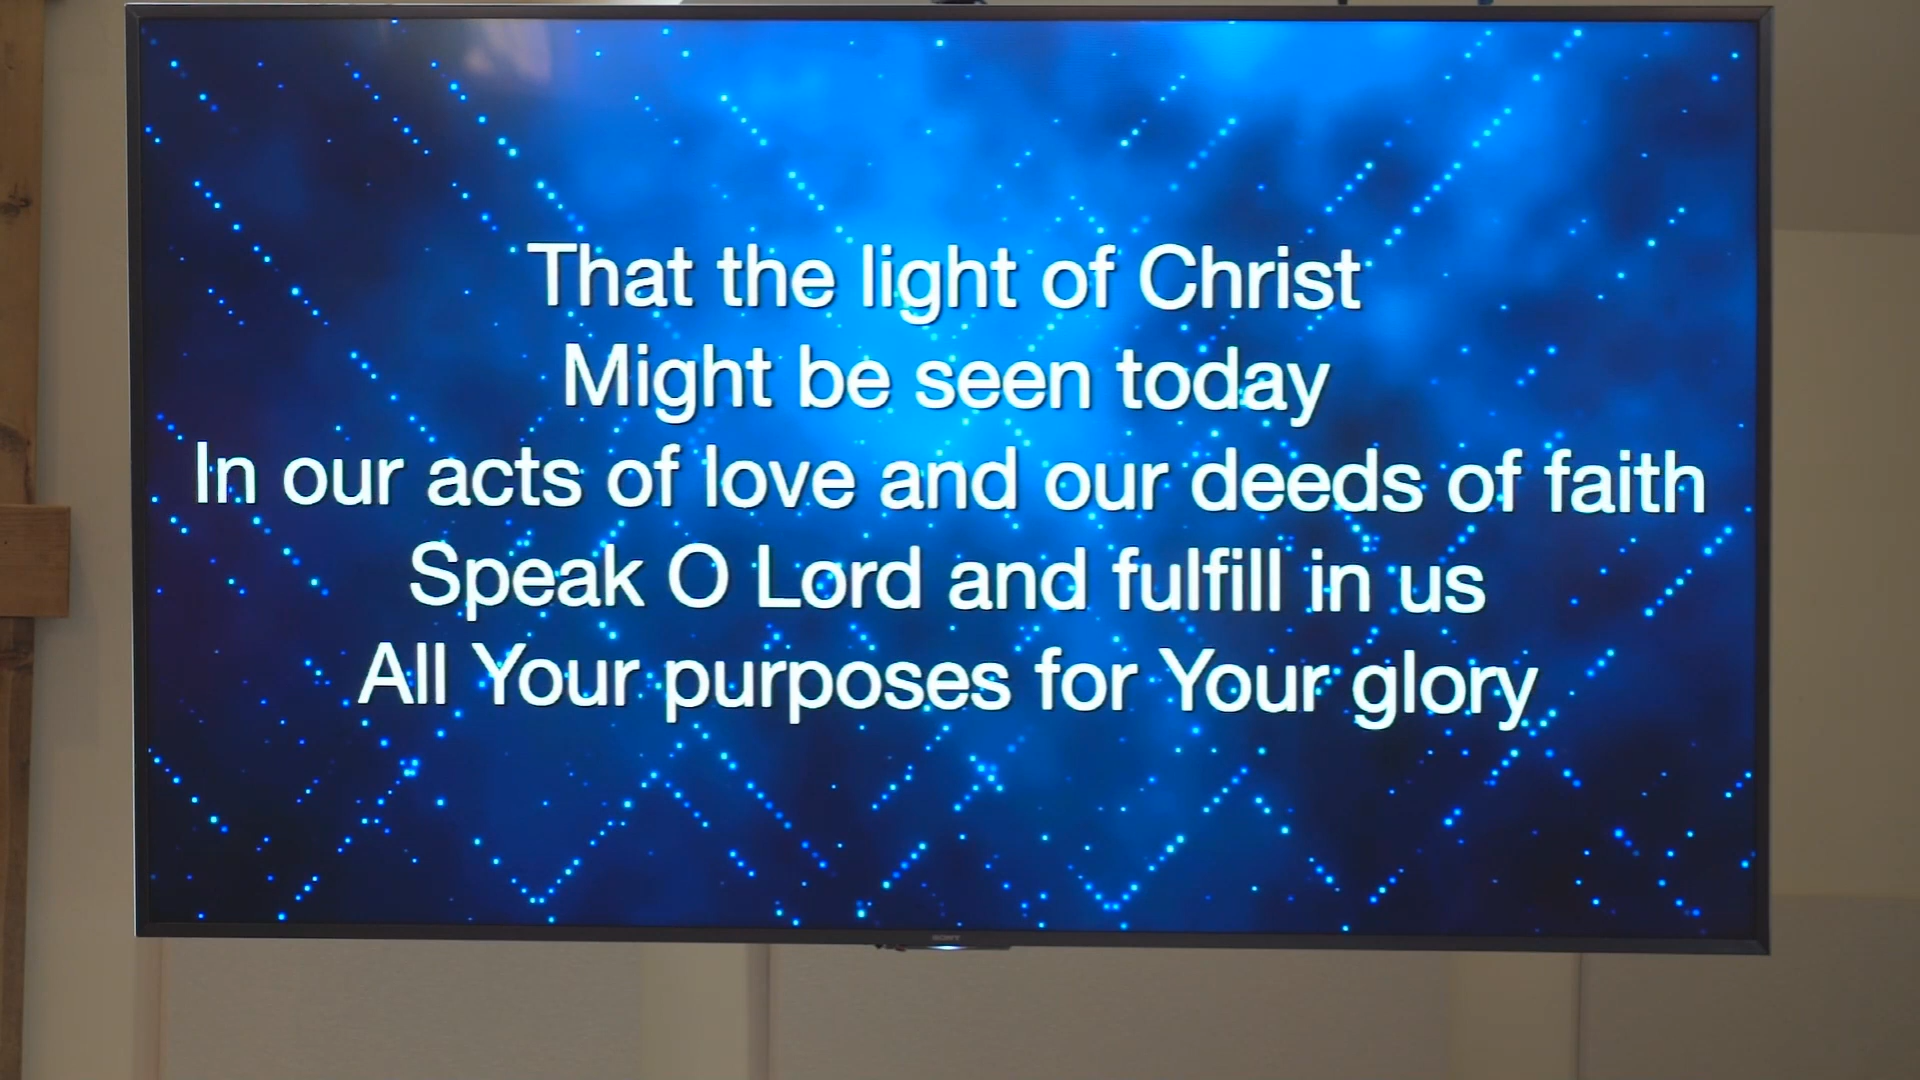 That the light of Christ
Might be seen today
In our acts of love and our deeds of faith
Speak O Lord and fulfill in us
All Your purposes for Your glory
SONY